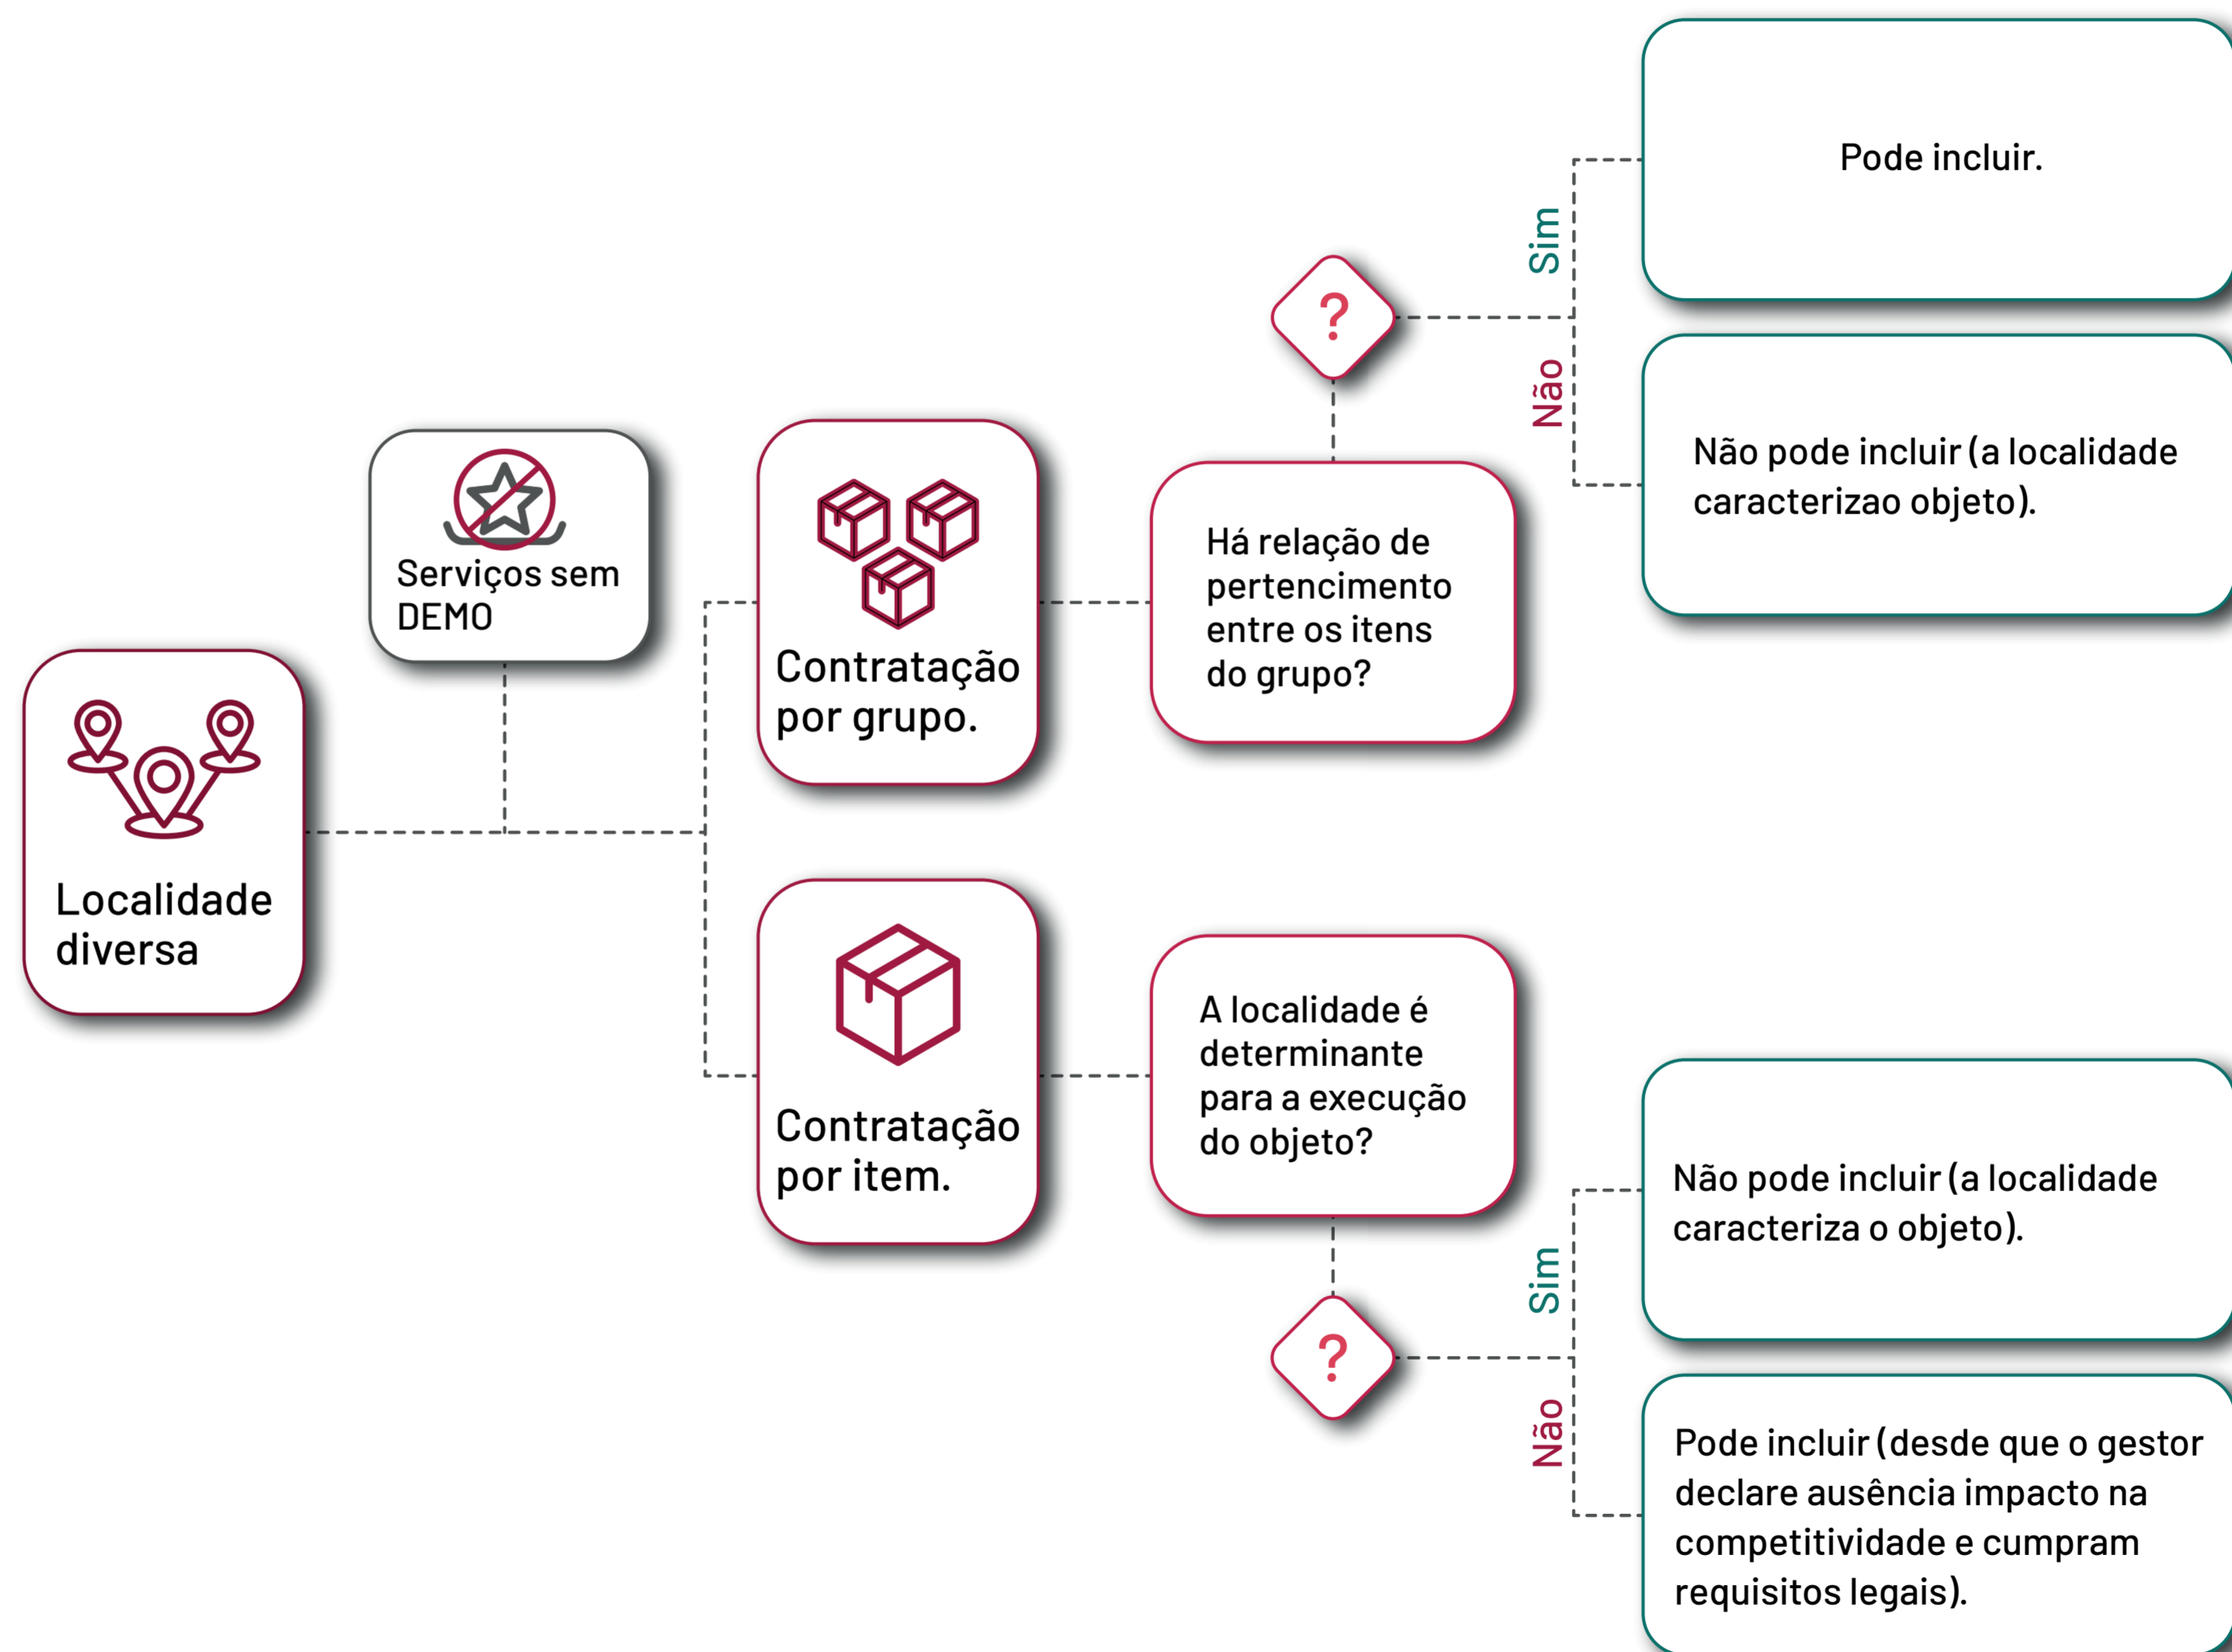 Localidade
diversa
Serviços sem
DEMO
Contratação
por grupo.
Há relação de
pertencimento
entre os itens
do grupo?
?
Sim
Pode incluir.
Não
Não pode incluir (a localidade
caracterizao objeto).
Contratação
por item.
A localidade é
determinante
para a execução
do objeto?
?
Sim
Não pode incluir (a localidade
caracteriza o objeto).
Não
Pode incluir (desde que o gestor
declare ausência impacto na
competitividade e cumpram
requisitos legais).